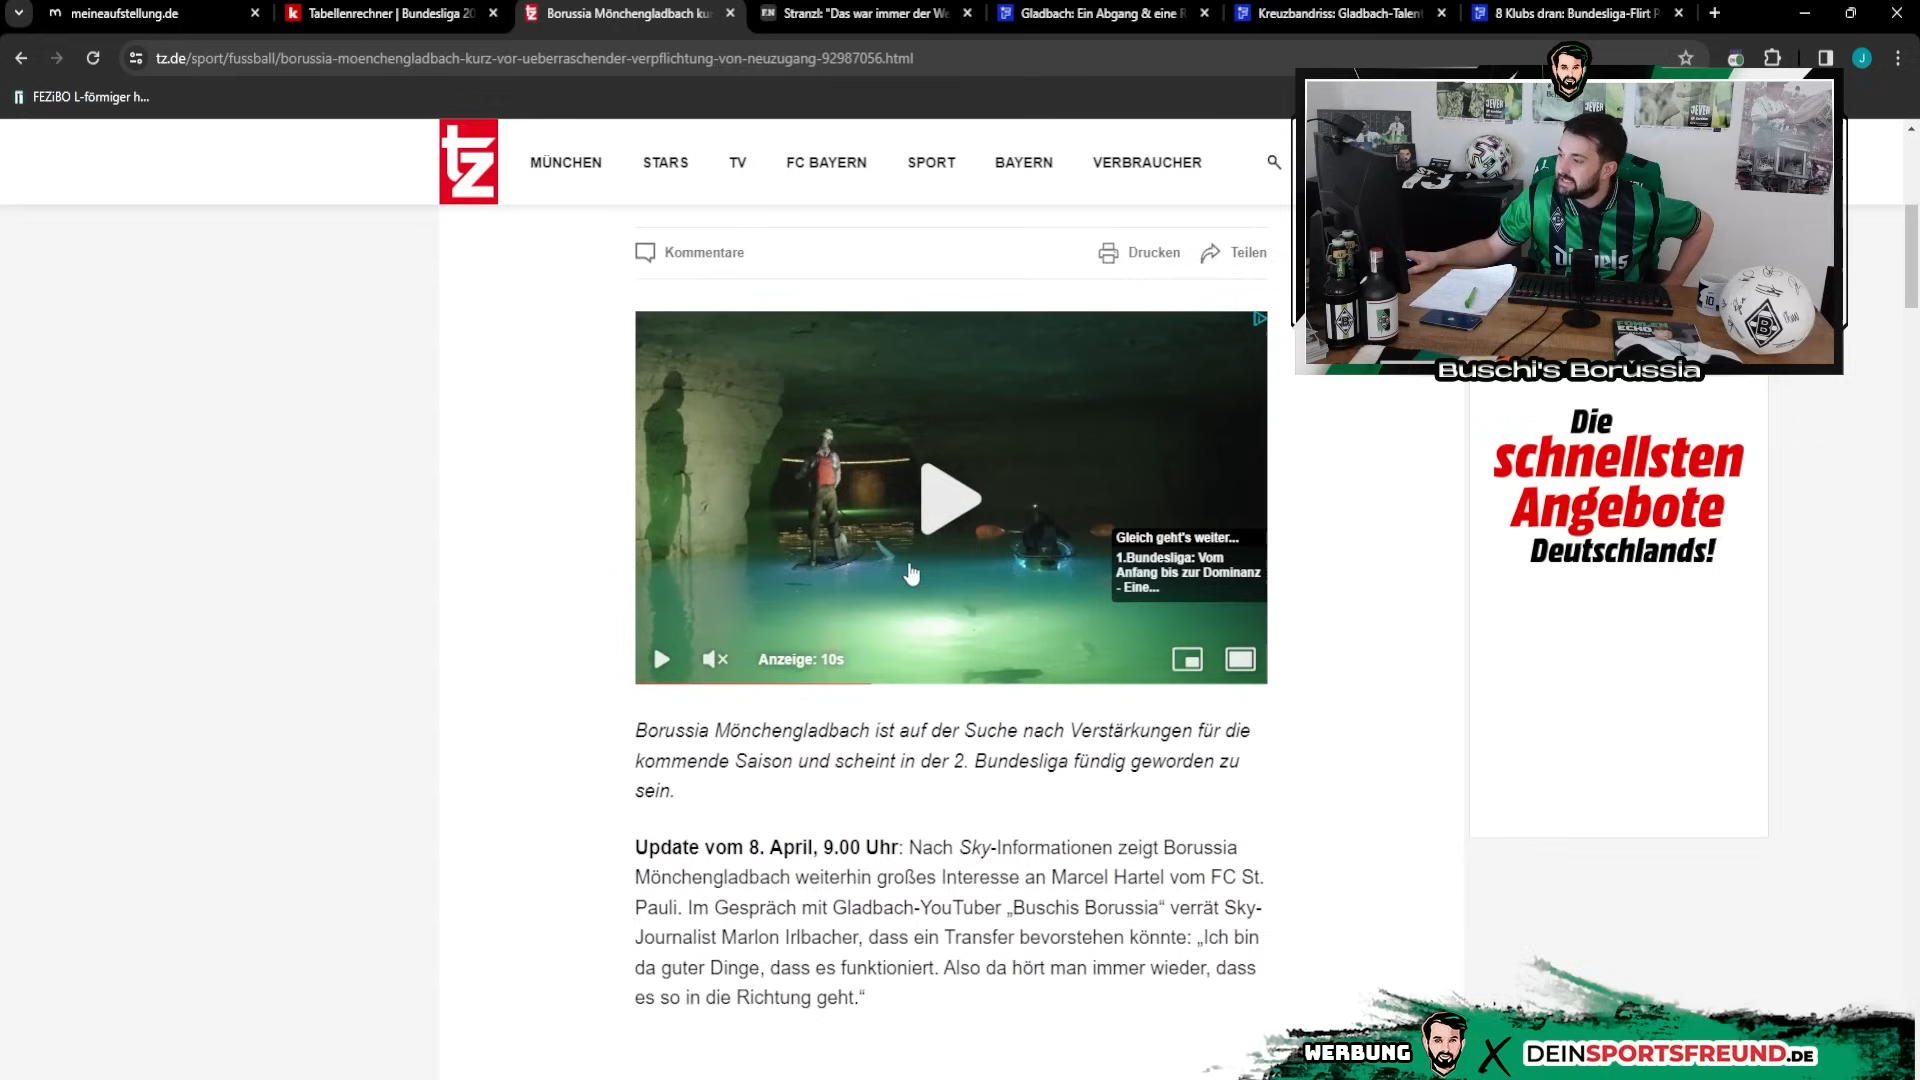 meineaufstellung.de
Tabellenrechner | Bundesliga 20
Borussia Mönchengladbach ku
Stranzl: "Das war immer der We
Gladbach: Ein Abgang & eine R
Kreuzbandriss: Gladbach-Talent
8 Klubs dran: Bundesliga-Flirt P
tz.de/sport/fussball/borussia-moenchengladbach-kurz-vor-ueberraschender-verpflichtung-von-neuzugang-92987056.html
J
FEZiBO L-förmiger h...
tz
MÜNCHEN STARS TV FC BAYERN SPORT BAYERN VERBRAUCHER
Kommentare
Drucken
Teilen
Gleich geht's weiter...
1.Bundesliga: Vom
Anfang bis zur Dominanz
- Eine...
Anzeige: 10s
Buschi's Borussia
Die
schnellsten
Angebote
Deutschlands!
Borussia Mönchengladbach ist auf der Suche nach Verstärkungen für die
kommende Saison und scheint in der 2. Bundesliga fündig geworden zu
sein.
Update vom 8. April, 9.00 Uhr: Nach Sky-Informationen zeigt Borussia
Mönchengladbach weiterhin großes Interesse an Marcel Hartel vom FC St.
Pauli. Im Gespräch mit Gladbach-YouTuber „Buschis Borussia“ verrät Sky-
Journalist Marlon Irlbacher, dass ein Transfer bevorstehen könnte: „Ich bin
da guter Dinge, dass es funktioniert. Also da hört man immer wieder, dass
es so in die Richtung geht.“
WERBUNG X DEINSPORTSFREUND.DE